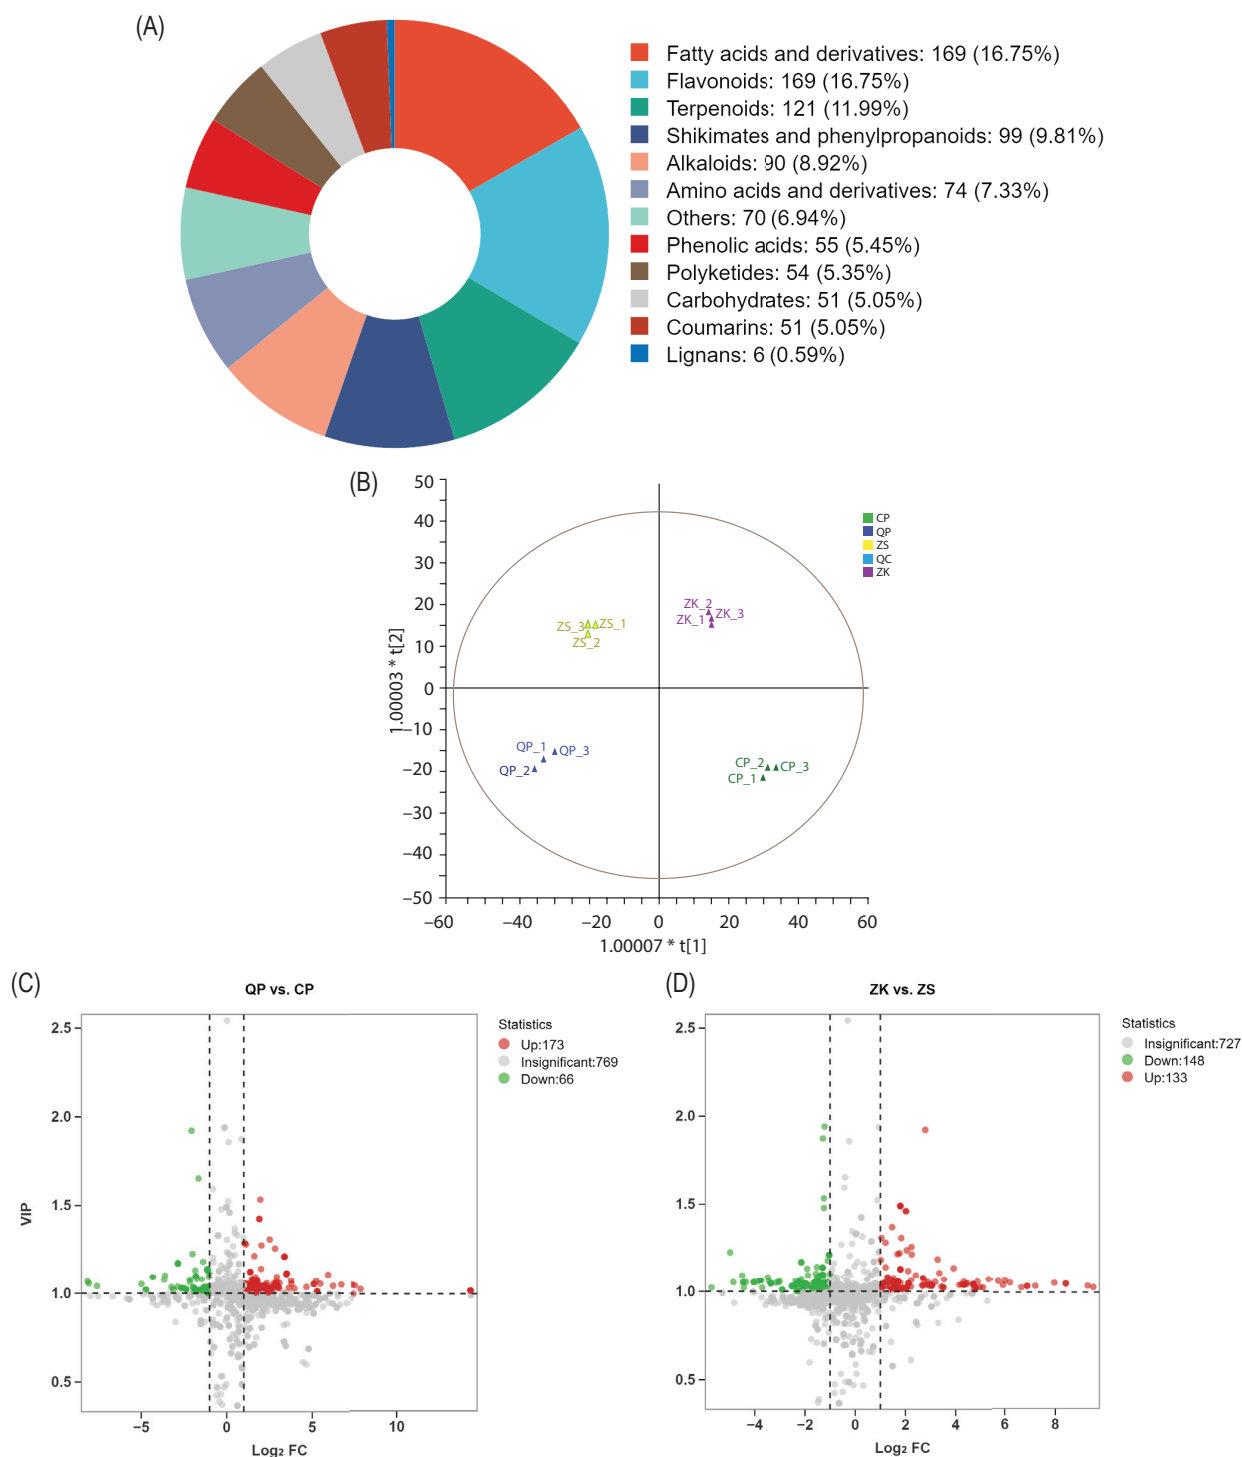 (A)
Fatty acids and derivatives: 169 (16.75%)
Flavonoids: 169 (16.75%)
Terpenoids: 121 (11.99%)
Shikimates and phenylpropanoids: 99 (9.81%)
Alkaloids: 90 (8.92%)
Amino acids and derivatives: 74 (7.33%)
Others: 70 (6.94%)
Phenolic acids: 55 (5.45%)
Polyketides: 54 (5.35%)
Carbohydrates: 51 (5.05%)
Coumarins: 51 (5.05%)
Lignans: 6 (0.59%)
(B)
50
40
30
20
10
0
−10
−20
−30
−40
−50
1.00003 * t[2]
−60 −40 −20 0 20 40 60
1.00007 * t[1]
CP
QP
ZS
QC
ZK
ZK_2
ZK_3
ZK_1
ZS_3
ZS_1
ZS_2
QP_1
QP_3
QP_2
CP_2
CP_3
CP_1
(C)
QP vs. CP
2.5
2.0
1.5
1.0
0.5
VIP
−5 0 5 10
Log₂ FC
Statistics
Up:173
Insignificant:769
Down:66
(D)
ZK vs. ZS
2.5
2.0
1.5
1.0
0.5
−4 −2 0 2 4 6 8
Log₂ FC
Statistics
Insignificant:727
Down:148
Up:133